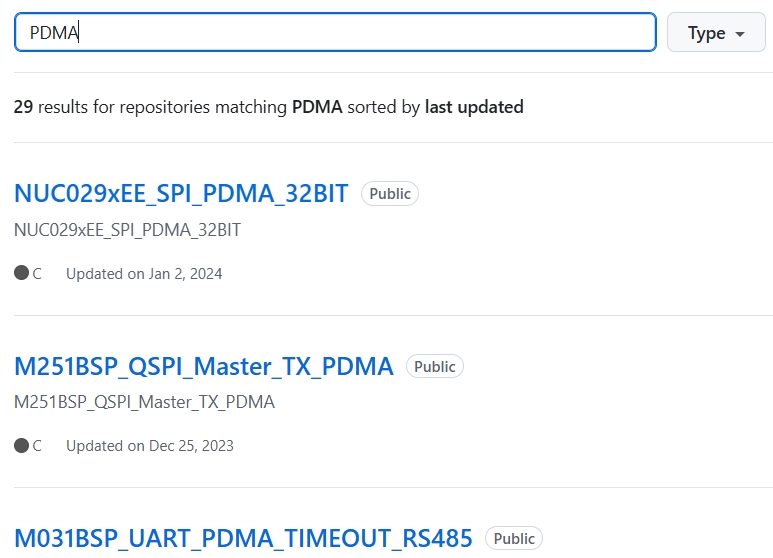 PDMA
Type
29 results for repositories matching PDMA sorted by last updated
NUC029xEE_SPI_PDMA_32BIT Public
NUC029xEE_SPI_PDMA_32BIT
C Updated on Jan 2, 2024
M251BSP_QSPI_Master_TX_PDMA Public
M251BSP_QSPI_Master_TX_PDMA
C Updated on Dec 25, 2023
M031BSP_UART_PDMA_TIMEOUT_RS485 Public